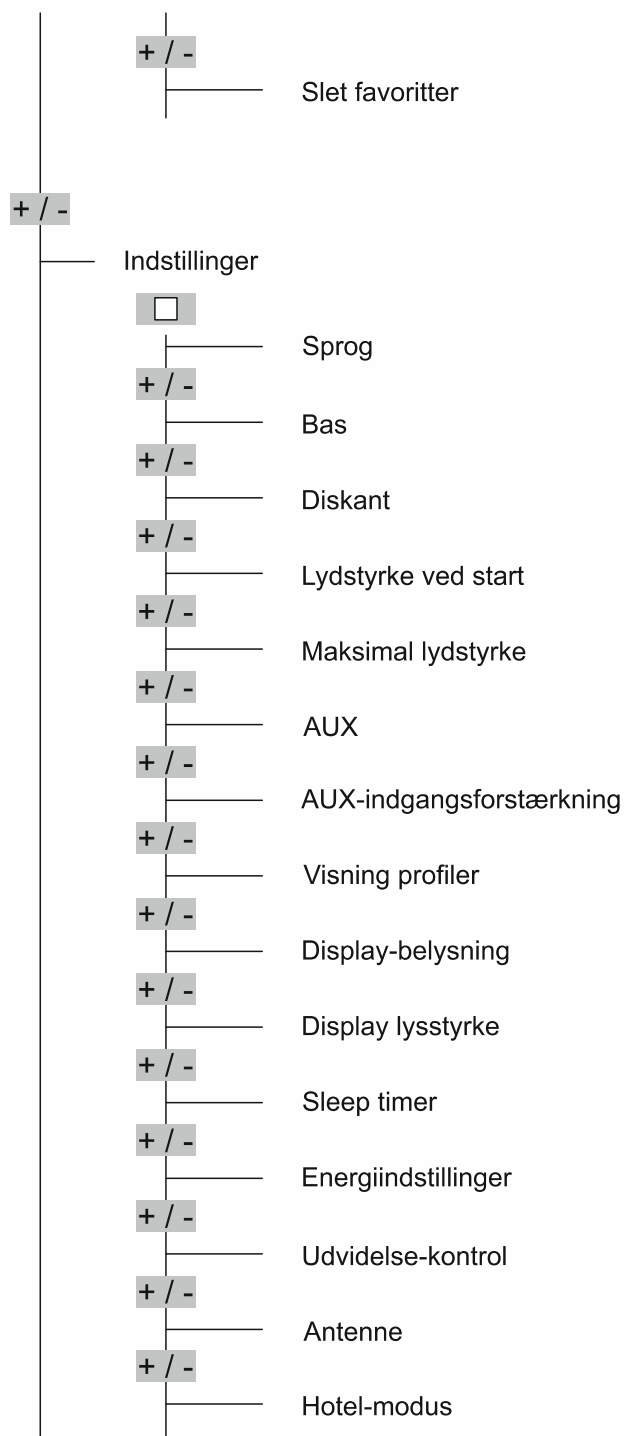 + / -
Slet favoritter
+ / -
Indstillinger
Sprog
+ / -
Bas
+ / -
Diskant
+ / -
Lydstyrke ved start
+ / -
Maksimal lydstyrke
+ / -
AUX
+ / -
AUX-indgangsforstærkning
+ / -
Visning profiler
+ / -
Display-belysning
+ / -
Display lysstyrke
+ / -
Sleep timer
+ / -
Energiindstillinger
+ / -
Udvidelse-kontrol
+ / -
Antenne
+ / -
Hotel-modus